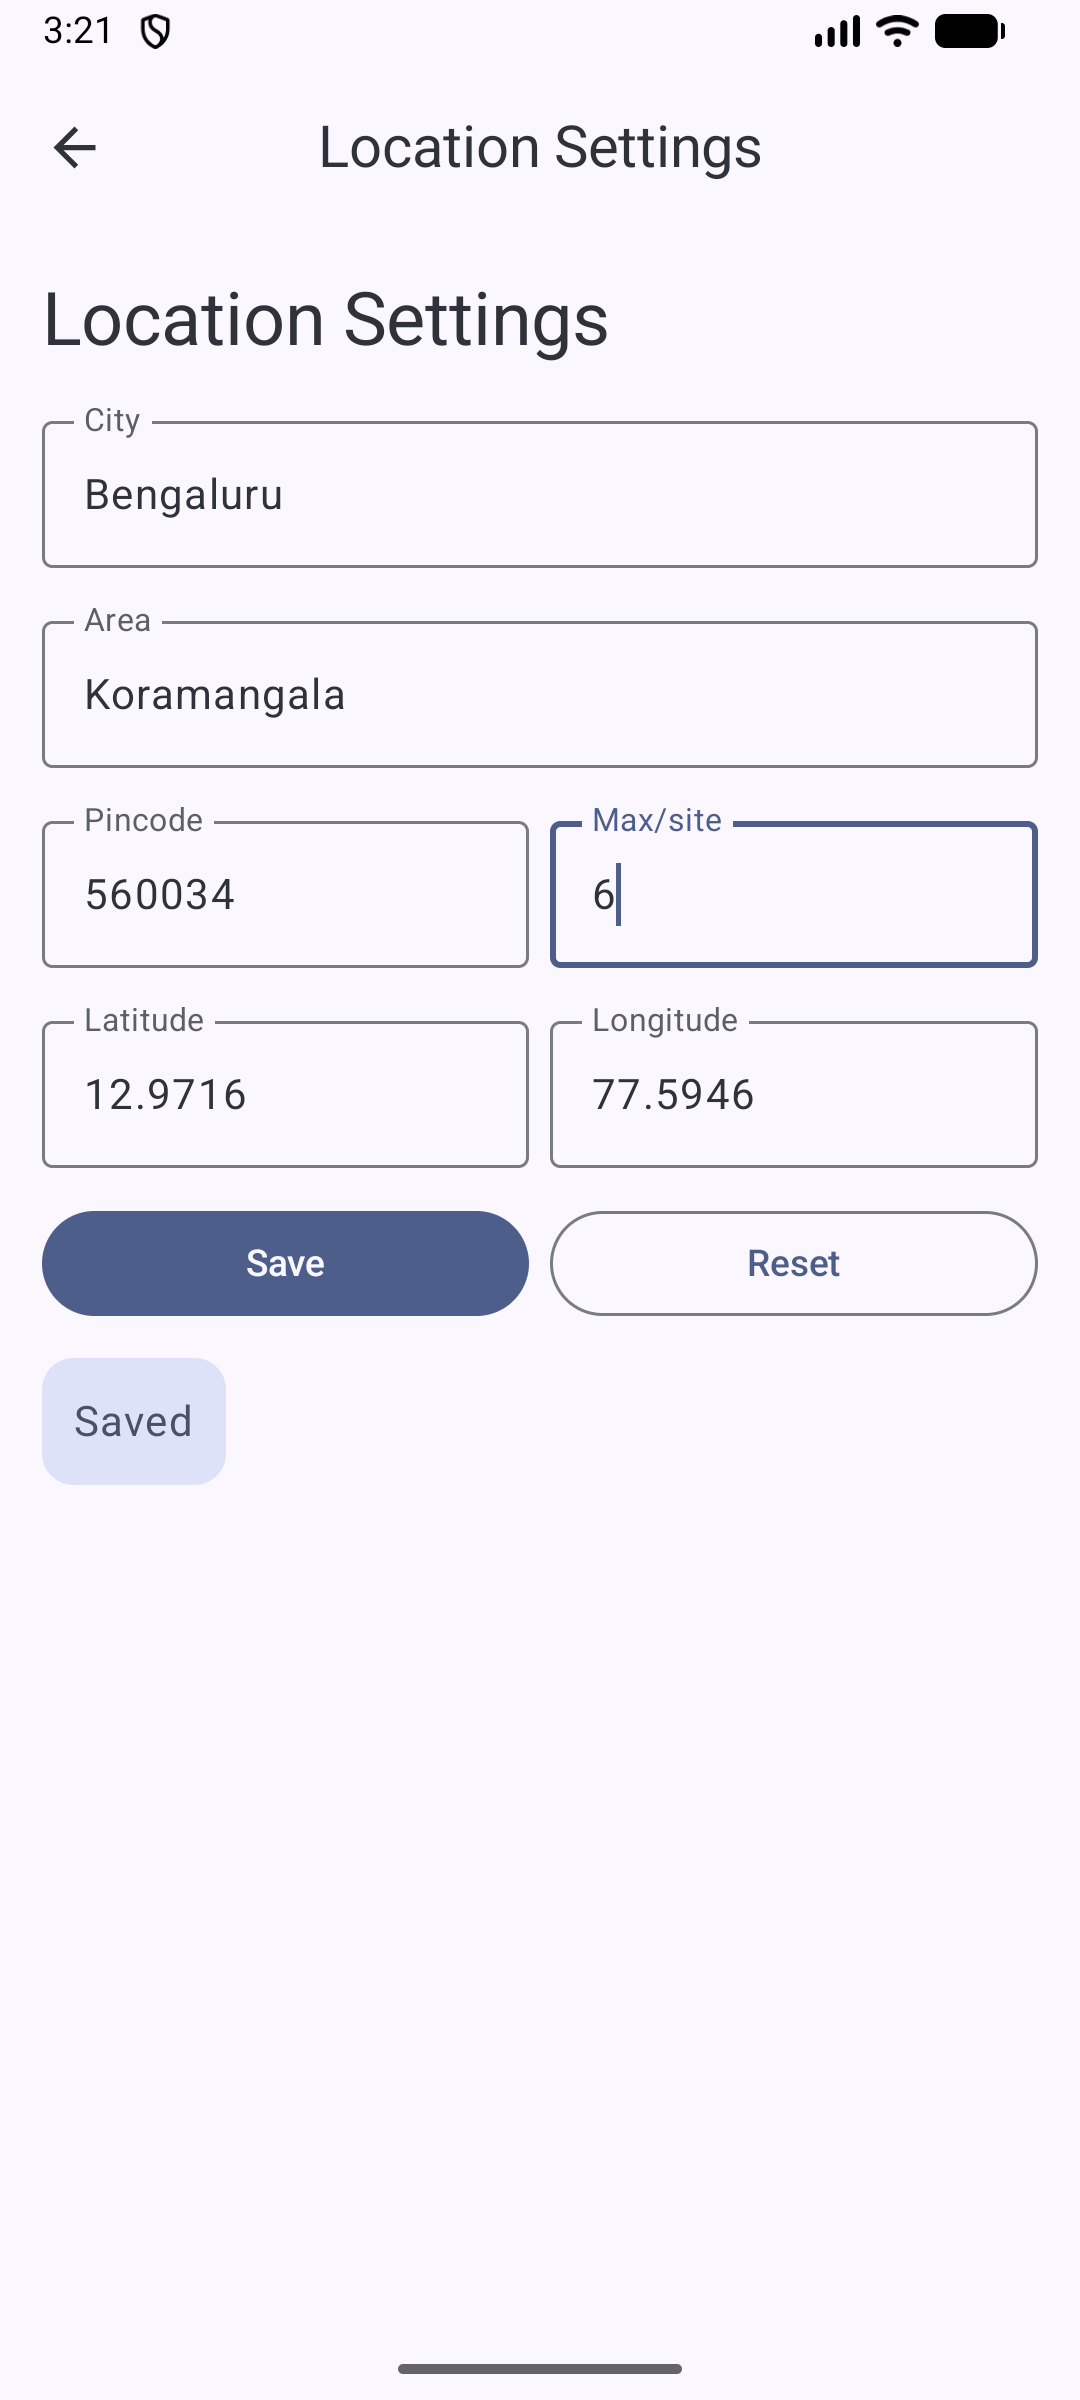 3:21
Location Settings
Location Settings
City
Bengaluru
Area
Koramangala
Pincode
560034
Max/site
6
Latitude
12.9716
Longitude
77.5946
Save
Reset
Saved